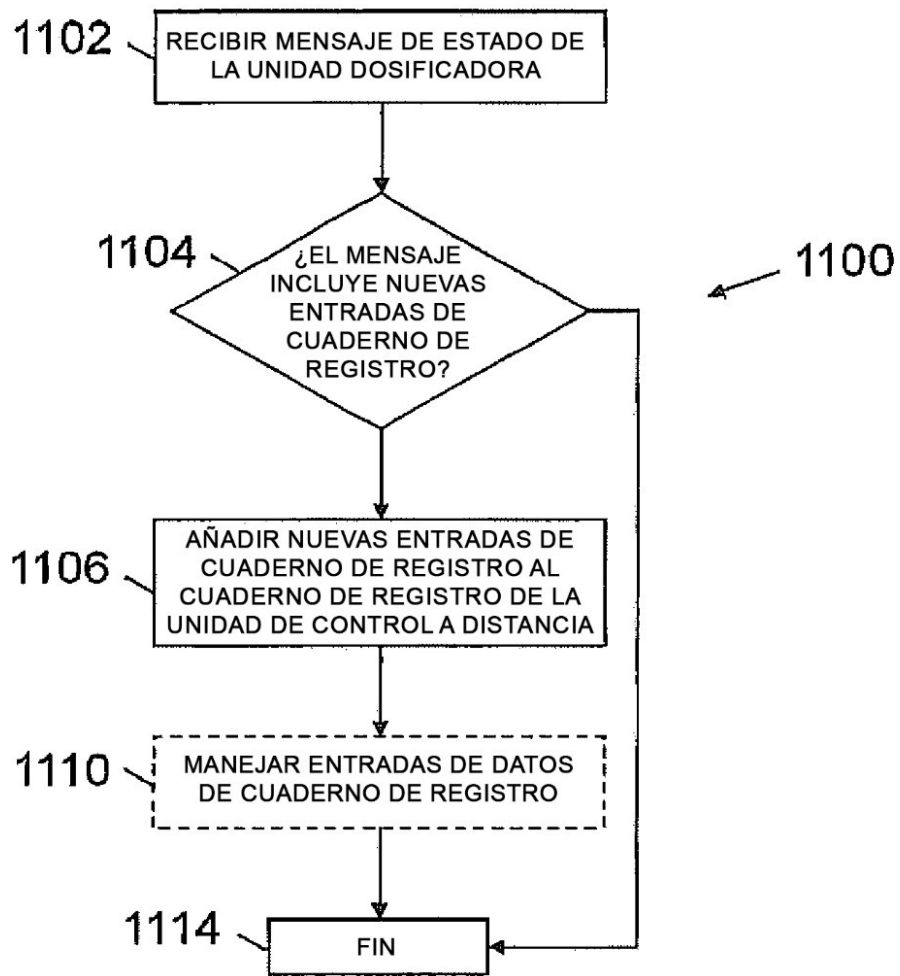 1102
RECIBIR MENSAJE DE ESTADO DE
LA UNIDAD DOSIFICADORA
1104
¿EL MENSAJE
INCLUYE NUEVAS
ENTRADAS DE
CUADERNO DE
REGISTRO?
1100
1106
AÑADIR NUEVAS ENTRADAS DE
CUADERNO DE REGISTRO AL
CUADERNO DE REGISTRO DE LA
UNIDAD DE CONTROL A DISTANCIA
1110
MANEJAR ENTRADAS DE DATOS
DE CUADERNO DE REGISTRO
1114
FIN